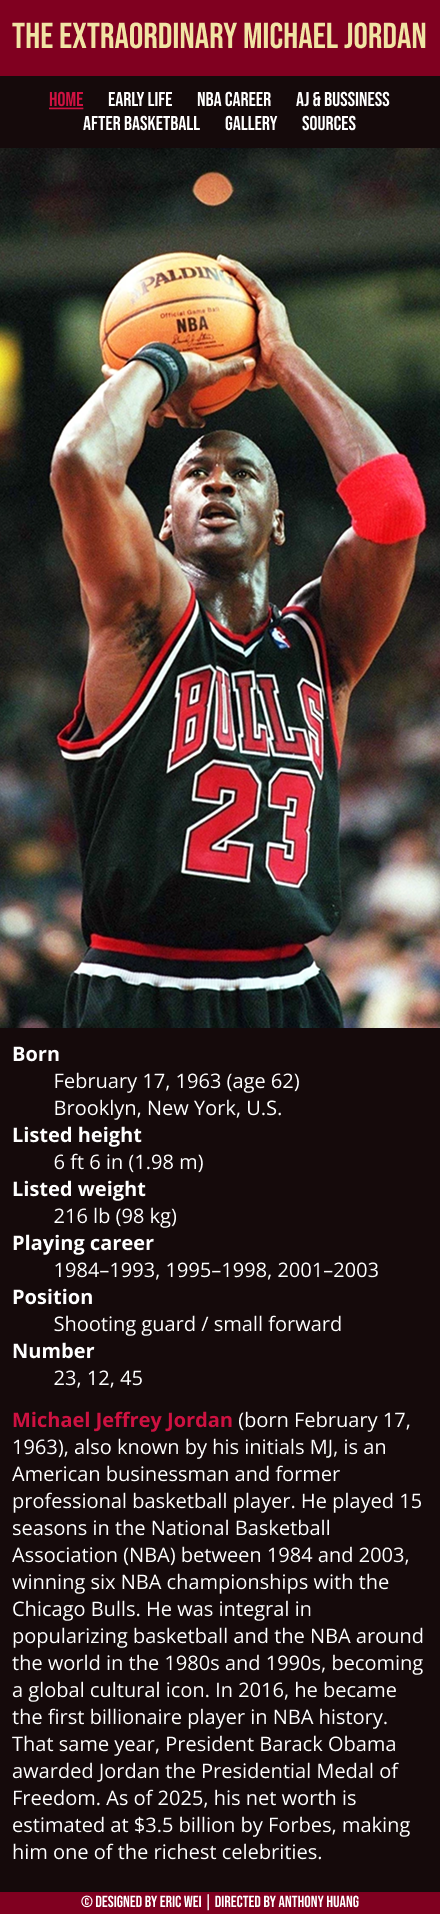 THE EXTRAORDINARY MICHAEL JORDAN
HOME EARLY LIFE NBA CAREER AJ & BUSSINESS
AFTER BASKETBALL GALLERY SOURCES
SPALDING
Official Game Ball
NBA
BULLS
23
Born
February 17, 1963 (age 62)
Brooklyn, New York, U.S.
Listed height
6 ft 6 in (1.98 m)
Listed weight
216 lb (98 kg)
Playing career
1984–1993, 1995–1998, 2001–2003
Position
Shooting guard / small forward
Number
23, 12, 45
Michael Jeffrey Jordan (born February 17,
1963), also known by his initials MJ, is an
American businessman and former
professional basketball player. He played 15
seasons in the National Basketball
Association (NBA) between 1984 and 2003,
winning six NBA championships with the
Chicago Bulls. He was integral in
popularizing basketball and the NBA around
the world in the 1980s and 1990s, becoming
a global cultural icon. In 2016, he became
the first billionaire player in NBA history.
That same year, President Barack Obama
awarded Jordan the Presidential Medal of
Freedom. As of 2025, his net worth is
estimated at $3.5 billion by Forbes, making
him one of the richest celebrities.
© DESIGNED BY ERIC WEI | DIRECTED BY ANTHONY HUANG